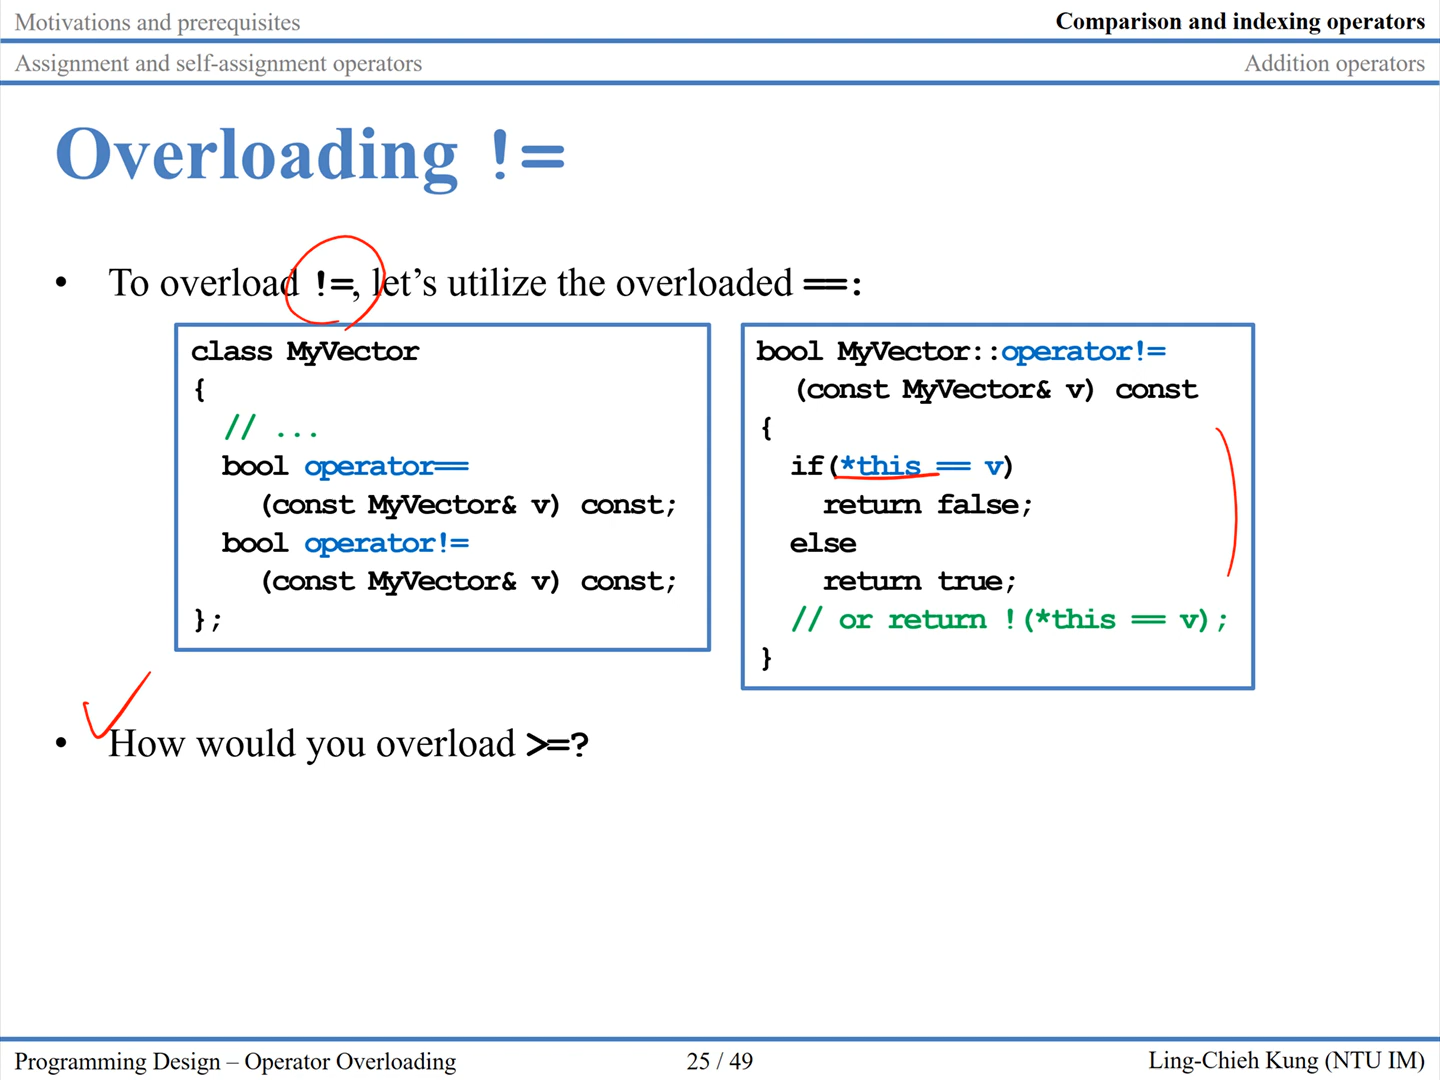 Motivations and prerequisites
Comparison and indexing operators
Assignment and self-assignment operators
Addition operators
Overloading !=
• To overload !=, let’s utilize the overloaded ==:
class MyVector
{
// ...
bool operator==
(const MyVector& v) const;
bool operator!=
(const MyVector& v) const;
};
bool MyVector::operator!=
(const MyVector& v) const
{
if(*this == v)
return false;
else
return true;
// or return !(*this == v);
}
• How would you overload >=?
Programming Design – Operator Overloading
25 / 49
Ling-Chieh Kung (NTU IM)